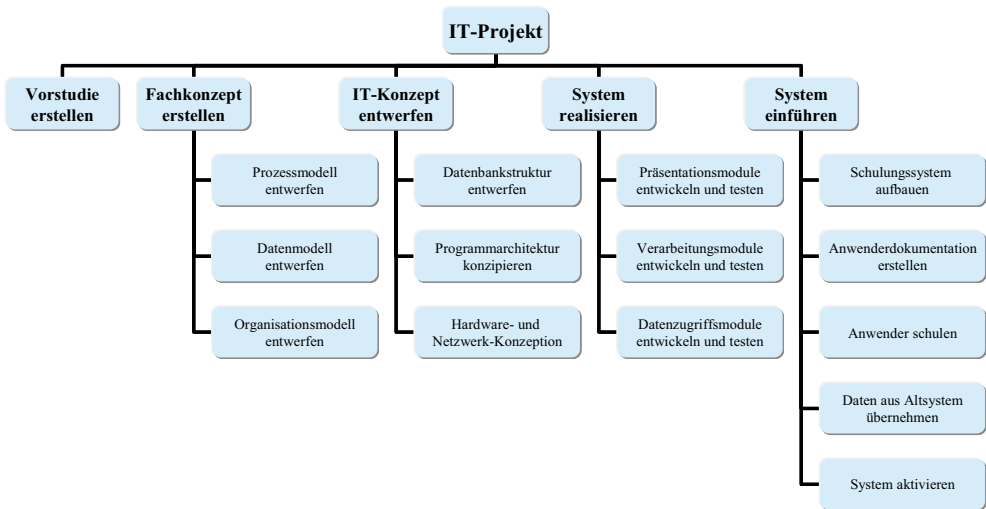 IT-Projekt
Vorstudie
erstellen
Fachkonzept
erstellen
IT-Konzept
entwerfen
System
realisieren
System
einführen
Prozessmodell
entwerfen
Datenmodell
entwerfen
Organisationsmodell
entwerfen
Datenbankstruktur
entwerfen
Programmarchitektur
konzipieren
Hardware- und
Netzwerk-Konzeption
Präsentationsmodule
entwickeln und testen
Verarbeitungsmodule
entwickeln und testen
Datenzugriffsmodule
entwickeln und testen
Schulungssystem
aufbauen
Anwenderdokumentation
erstellen
Anwender schulen
Daten aus Altsystem
übernehmen
System aktivieren